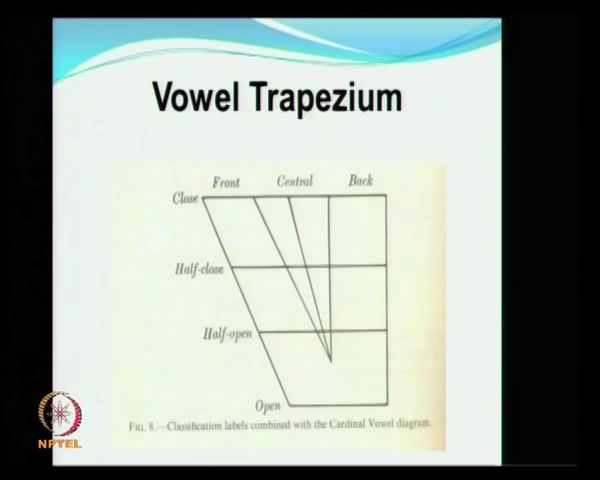 Vowel Trapezium
Front Central Back
Close
Half-close
Half-open
Open
FIG. 8.—Classification labels combined with the Cardinal Vowel diagram.
NPTEL